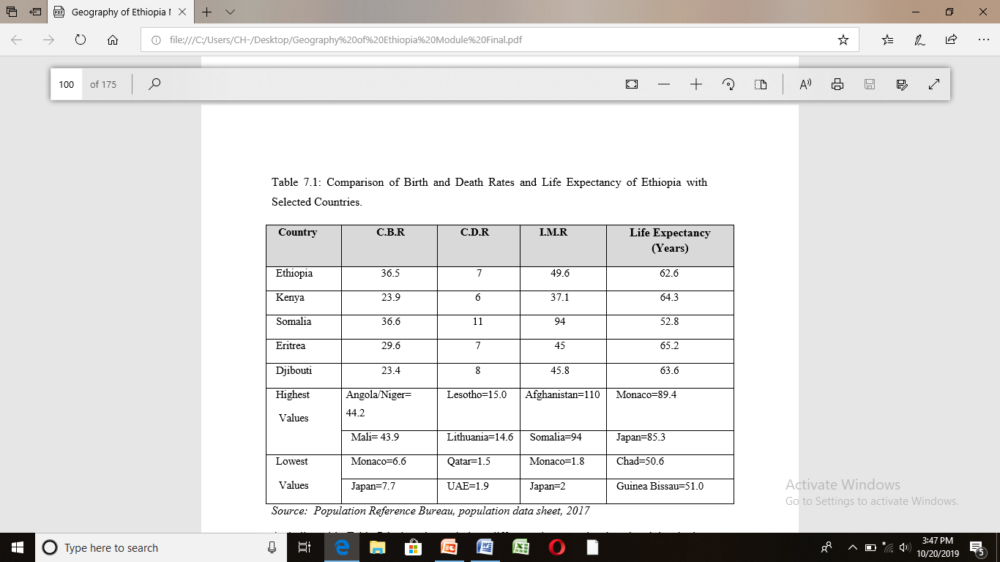 Geography of Ethiopia
file:///C:/Users/CH-/Desktop/Geography%20of%20Ethiopia%20Module%20Final.pdf
100 of 175
Table 7.1: Comparison of Birth and Death Rates and Life Expectancy of Ethiopia with
Selected Countries.
Country C.B.R C.D.R I.M.R Life Expectancy
(Years)
Ethiopia 36.5 7 49.6 62.6
Kenya 23.9 6 37.1 64.3
Somalia 36.6 11 94 52.8
Eritrea 29.6 7 45 65.2
Djibouti 23.4 8 45.8 63.6
Highest Angola/Niger= Lesotho=15.0 Afghanistan=110 Monaco=89.4
Values 44.2
Mali= 43.9 Lithuania=14.6 Somalia=94 Japan=85.3
Lowest Monaco=6.6 Qatar=1.5 Monaco=1.8 Chad=50.6
Values Japan=7.7 UAE=1.9 Japan=2 Guinea Bissau=51.0
Source: Population Reference Bureau, population data sheet, 2017
Activate Windows
Go to Settings to activate Windows.
Type here to search
3:47 PM
10/20/2019
5